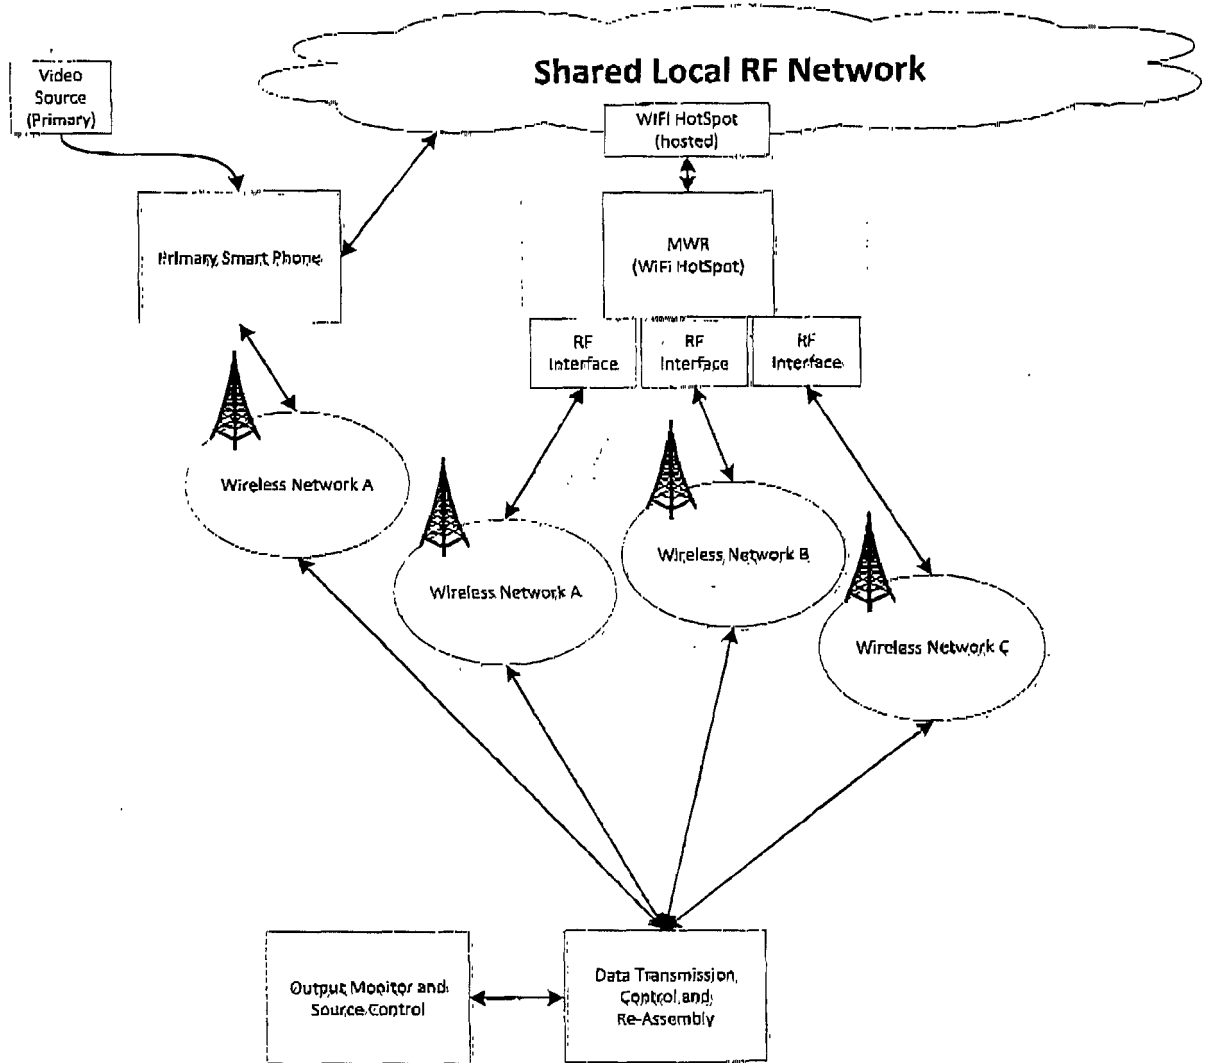 Shared Local RF Network
Video
Source
(Primary)
WiFi HotSpot
(hosted)
Primary Smart Phone
MWR
(WiFi HotSpot)
RF
Interface
RF
Interface
RF
Interface
Wireless Network A
Wireless Network A
Wireless Network B
Wireless Network C
Output Monitor and
Source Control
Data Transmission,
Control and
Re-Assembly